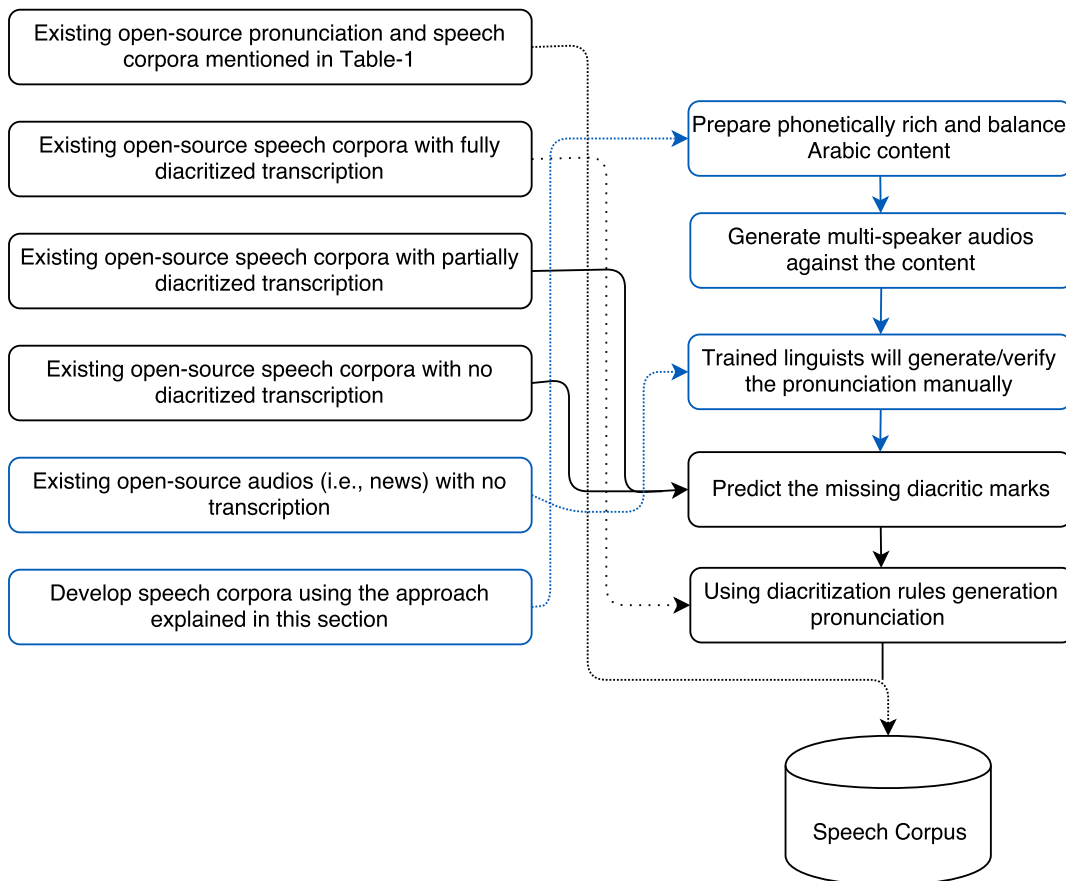 Existing open-source pronunciation and speech
corpora mentioned in Table-1
Existing open-source speech corpora with fully
diacritized transcription
Existing open-source speech corpora with partially
diacritized transcription
Existing open-source speech corpora with no
diacritized transcription
Existing open-source audios (i.e., news) with no
transcription
Develop speech corpora using the approach
explained in this section
Prepare phonetically rich and balance
Arabic content
Generate multi-speaker audios
against the content
Trained linguists will generate/verify
the pronunciation manually
Predict the missing diacritic marks
Using diacritization rules generation
pronunciation
Speech Corpus